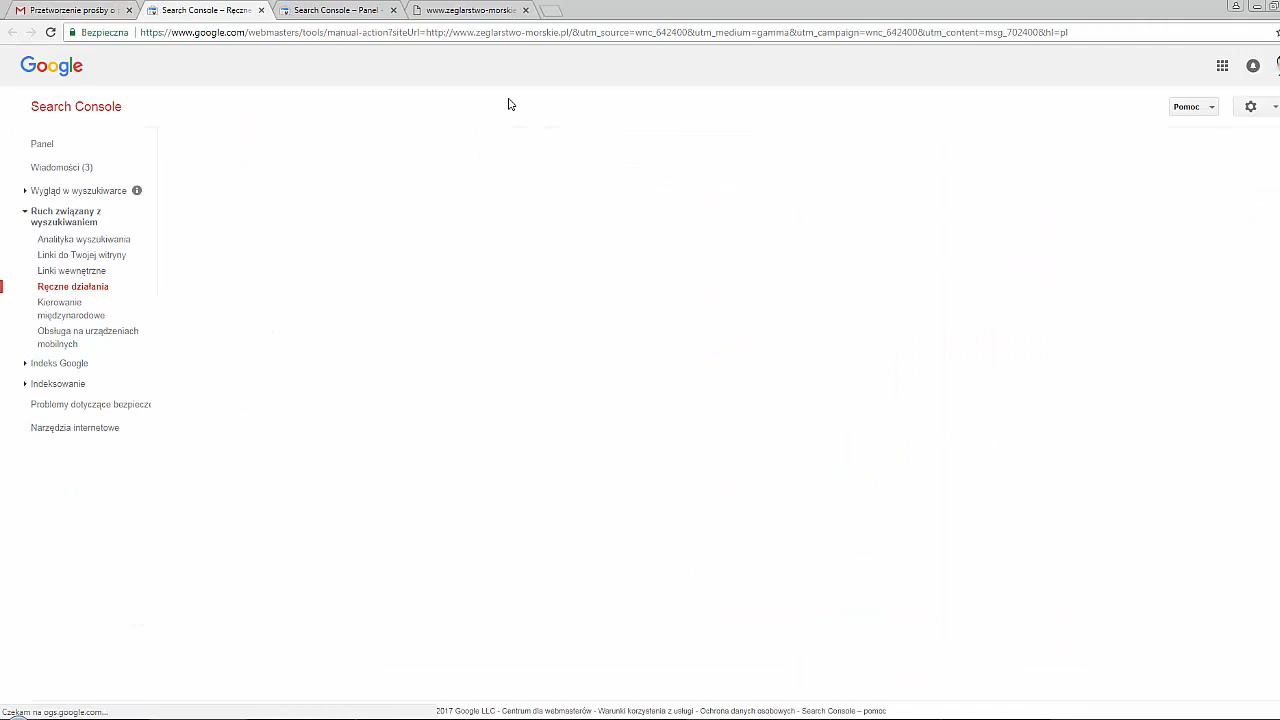 Przetworzenie prośby o
Search Console – Ręczne
Search Console – Panel -
www.zeglarstwo-morskie
Bezpieczna
https://www.google.com/webmasters/tools/manual-action?siteUrl=http://www.zeglarstwo-morskie.pl/&utm_source=wnc_642400&utm_medium=gamma&utm_campaign=wnc_642400&utm_content=msg_702400&hl=pl
Google
Search Console
Pomoc
Panel
Wiadomości (3)
Wygląd w wyszukiwarce
Ruch związany z
wyszukiwaniem
Analityka wyszukiwania
Linki do Twojej witryny
Linki wewnętrzne
Ręczne działania
Kierowanie
międzynarodowe
Obsługa na urządzeniach
mobilnych
Indeks Google
Indeksowanie
Problemy dotyczące bezpiecze
Narzędzia internetowe
Czekam na ogs.google.com...
2017 Google LLC - Centrum dla webmasterów - Warunki korzystania z usługi - Ochrona danych osobowych - Search Console – pomoc